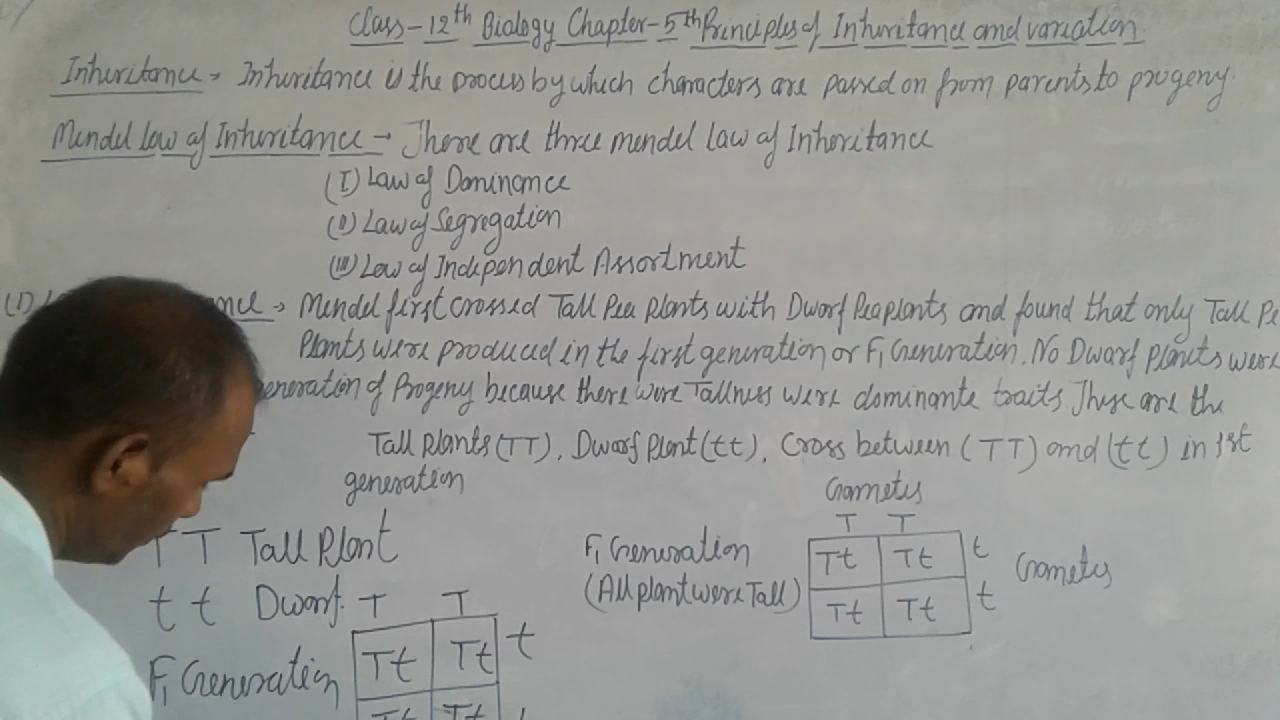 Class-12th Biology Chapter-5th Principles of Inheritance and variation
Inheritance → Inheritance is the process by which characters are passed on from parents to progeny.
Mendel law of Inheritance → There are three mendel law of Inheritance
(I) Law of Dominance
(II) Law of Segregation
(III) Law of Independent Assortment
(I) → Mendel first crossed Tall Pea Plants with Dwarf Pea plants and found that only Tall Pe
Plants were produced in the first generation or F1 Generation. No Dwarf plants were
eneration of Progeny because there were Tallness were dominante traits These are the
Tall plants (TT), Dwarf Plant (tt), Cross between (TT) and (tt) in 1st
generation
Gametes
T T
F1 Generation Tt Tt t
(All plant were Tall) Tt Tt t
Gametes
T T Tall Plant
t t Dwarf
T T
F1 Generation Tt Tt t
Tt Tt